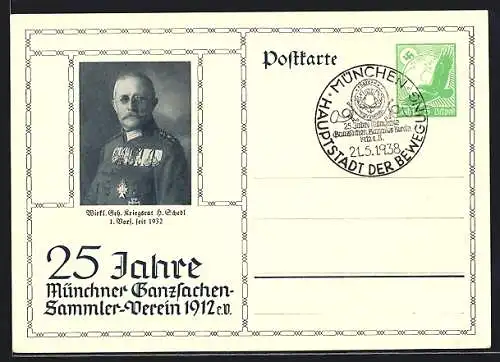 Postkarte
MÜNCHEN
HAUPTSTADT DER BEWEGUNG
25 Jahre Münchner
Ganzsachen Sammler Verein
1912 e.V.
21.5.1938
Wirkl. Geh. Kriegsrat H. Schedl
1. Vors. seit 1932
25 Jahre
Münchner Ganzsachen-
Sammler-Verein 1912 e.V.